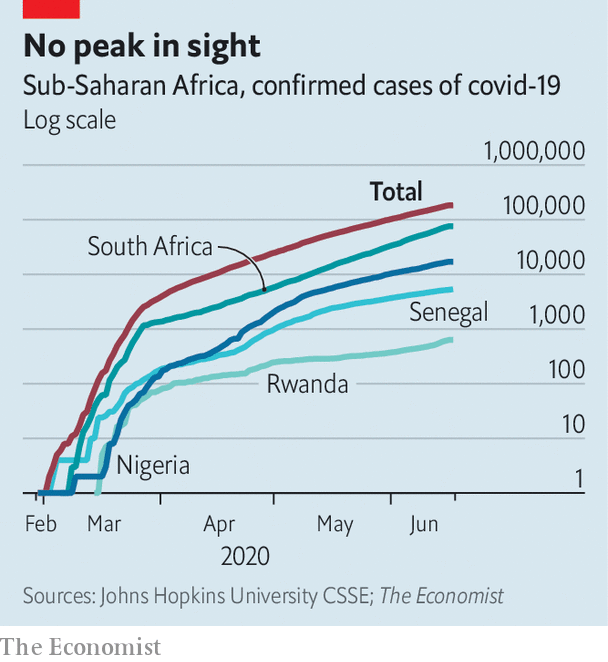 No peak in sight
Sub-Saharan Africa, confirmed cases of covid-19
Log scale
1,000,000
Total
100,000
South Africa
10,000
Senegal
1,000
Rwanda
100
10
Nigeria
1
Feb Mar Apr May Jun
2020
Sources: Johns Hopkins University CSSE; The Economist
The Economist